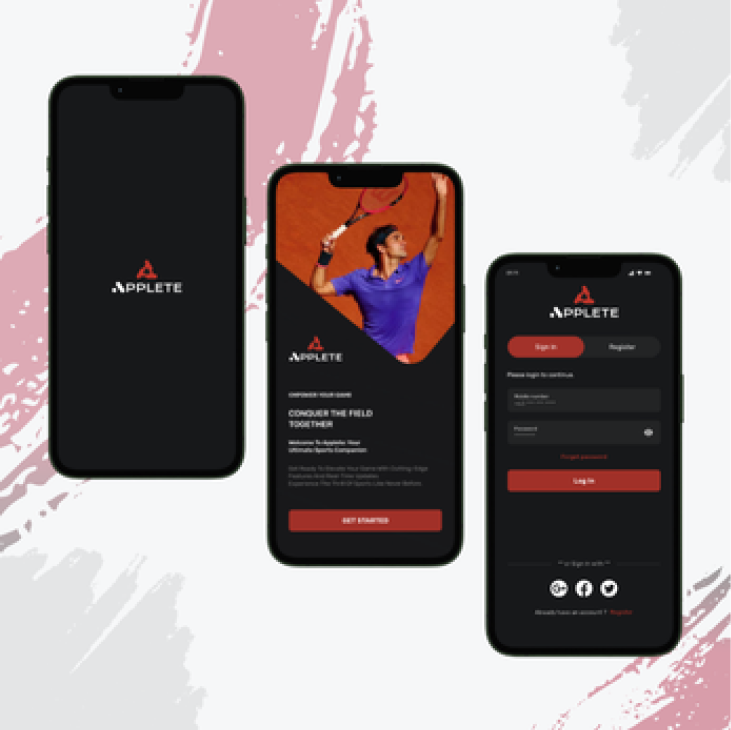 APPLETE
APPLETE
EMPOWER YOUR GAME
CONQUER THE FIELD
TOGETHER
Welcome To Applete: Your
Ultimate Sports Companion
Get Ready To Elevate Your Game With Cutting-Edge
Features And Real-Time Updates.
Experience The Thrill Of Sports Like Never Before.
GET STARTED
APPLETE
Sign in Register
Please login to continue.
Mobile number
Password
Forgot password
Log in
or Sign in with
Already have an account ? Register